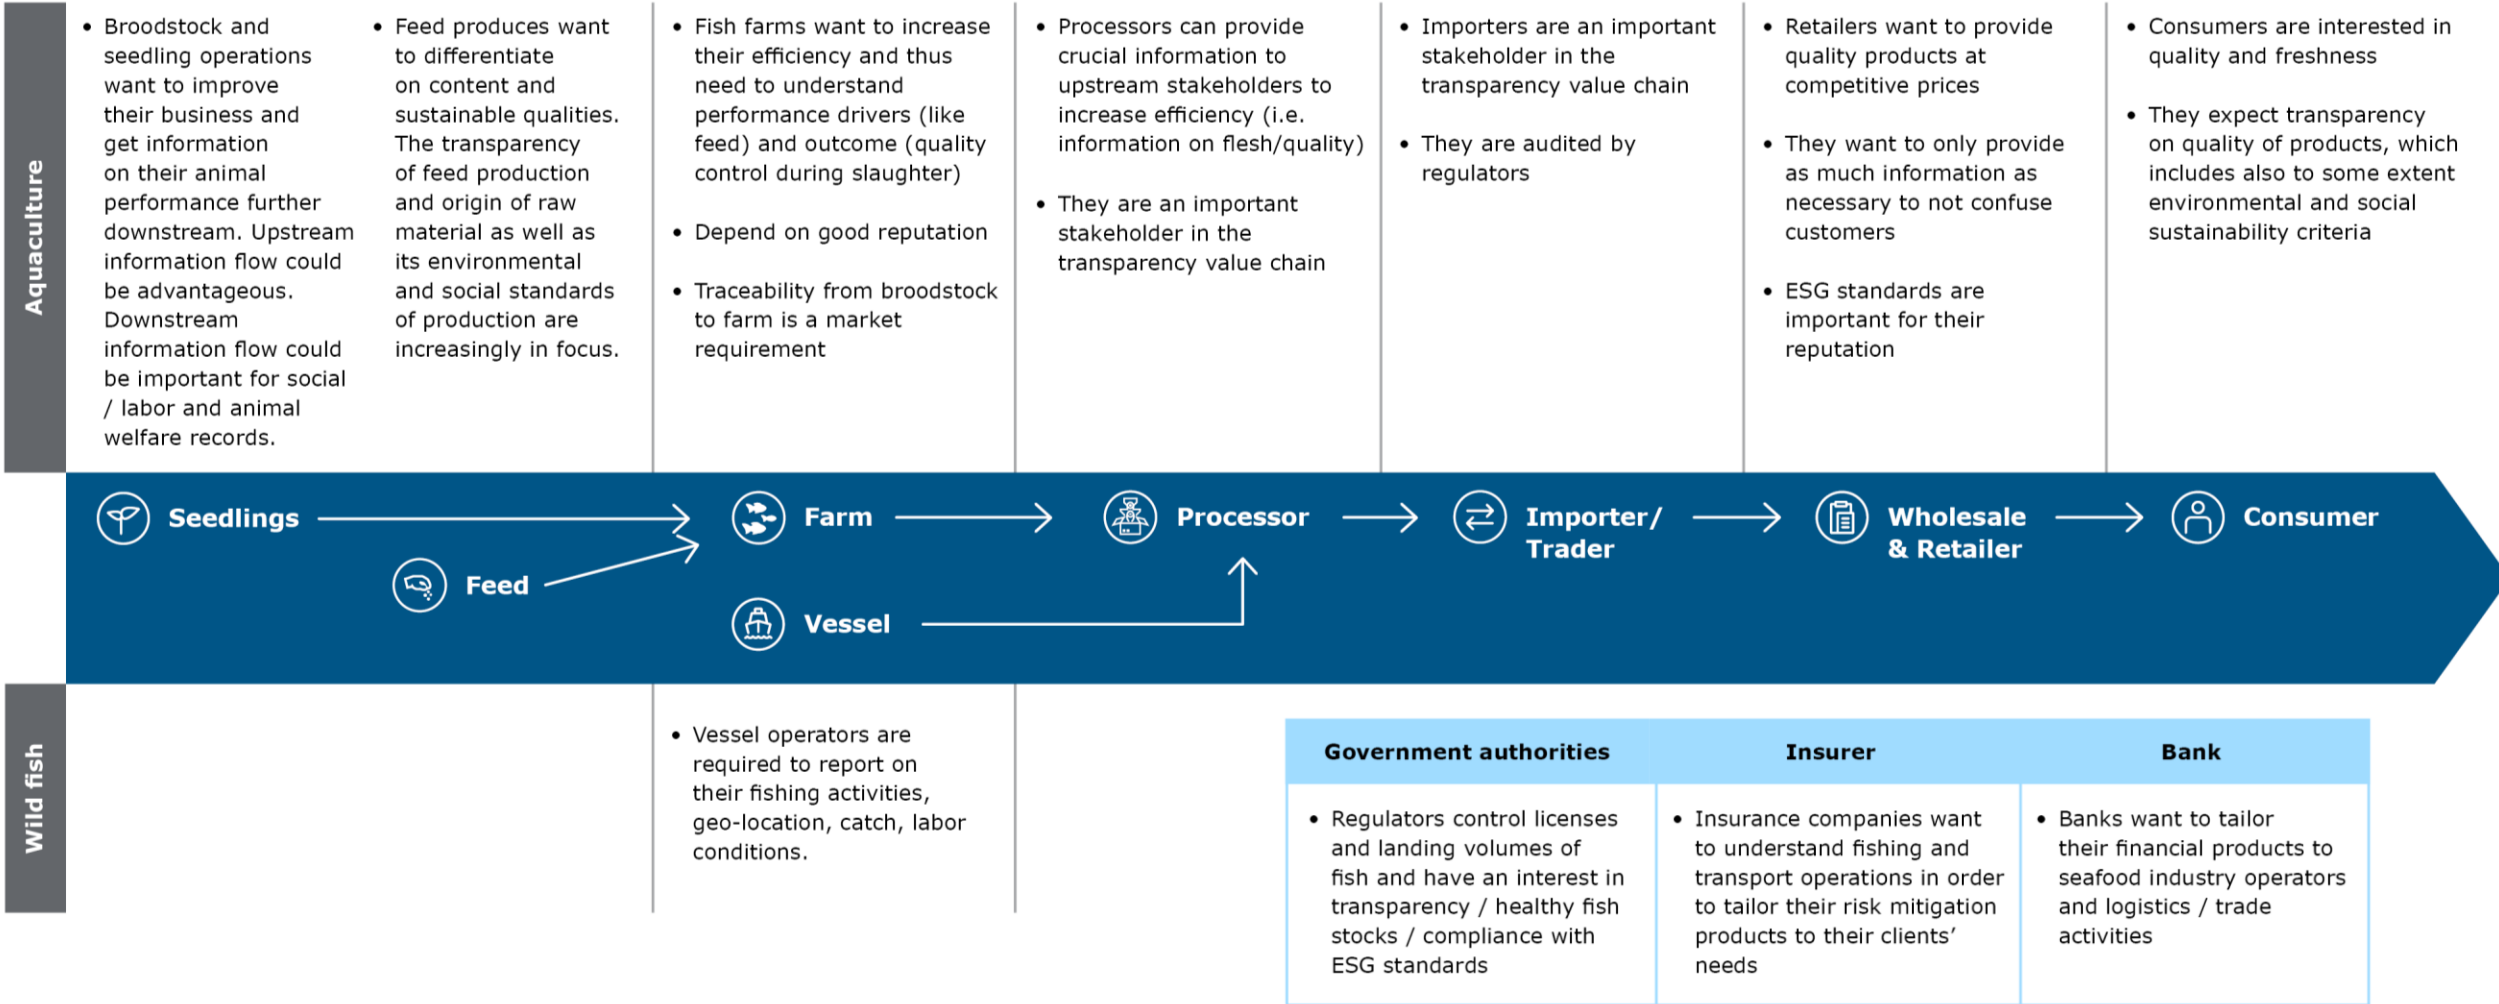 Aquaculture
• Broodstock and
seedling operations
want to improve
their business and
get information
on their animal
performance further
downstream. Upstream
information flow could
be advantageous.
Downstream
information flow could
be important for social
/ labor and animal
welfare records.
• Feed produces want
to differentiate
on content and
sustainable qualities.
The transparency
of feed production
and origin of raw
material as well as
its environmental
and social standards
of production are
increasingly in focus.
• Fish farms want to increase
their efficiency and thus
need to understand
performance drivers (like
feed) and outcome (quality
control during slaughter)
• Depend on good reputation
• Traceability from broodstock
to farm is a market
requirement
• Processors can provide
crucial information to
upstream stakeholders to
increase efficiency (i.e.
information on flesh/quality)
• They are an important
stakeholder in the
transparency value chain
• Importers are an important
stakeholder in the
transparency value chain
• They are audited by
regulators
• Retailers want to provide
quality products at
competitive prices
• They want to only provide
as much information as
necessary to not confuse
customers
• ESG standards are
important for their
reputation
• Consumers are interested in
quality and freshness
• They expect transparency
on quality of products, which
includes also to some extent
environmental and social
sustainability criteria
Seedlings
Feed
Farm
Vessel
Processor
Importer/
Trader
Wholesale
& Retailer
Consumer
Wild fish
• Vessel operators are
required to report on
their fishing activities,
geo-location, catch, labor
conditions.
Government authorities
• Regulators control licenses
and landing volumes of
fish and have an interest in
transparency / healthy fish
stocks / compliance with
ESG standards
Insurer
• Insurance companies want
to understand fishing and
transport operations in order
to tailor their risk mitigation
products to their clients’
needs
Bank
• Banks want to tailor
their financial products to
seafood industry operators
and logistics / trade
activities